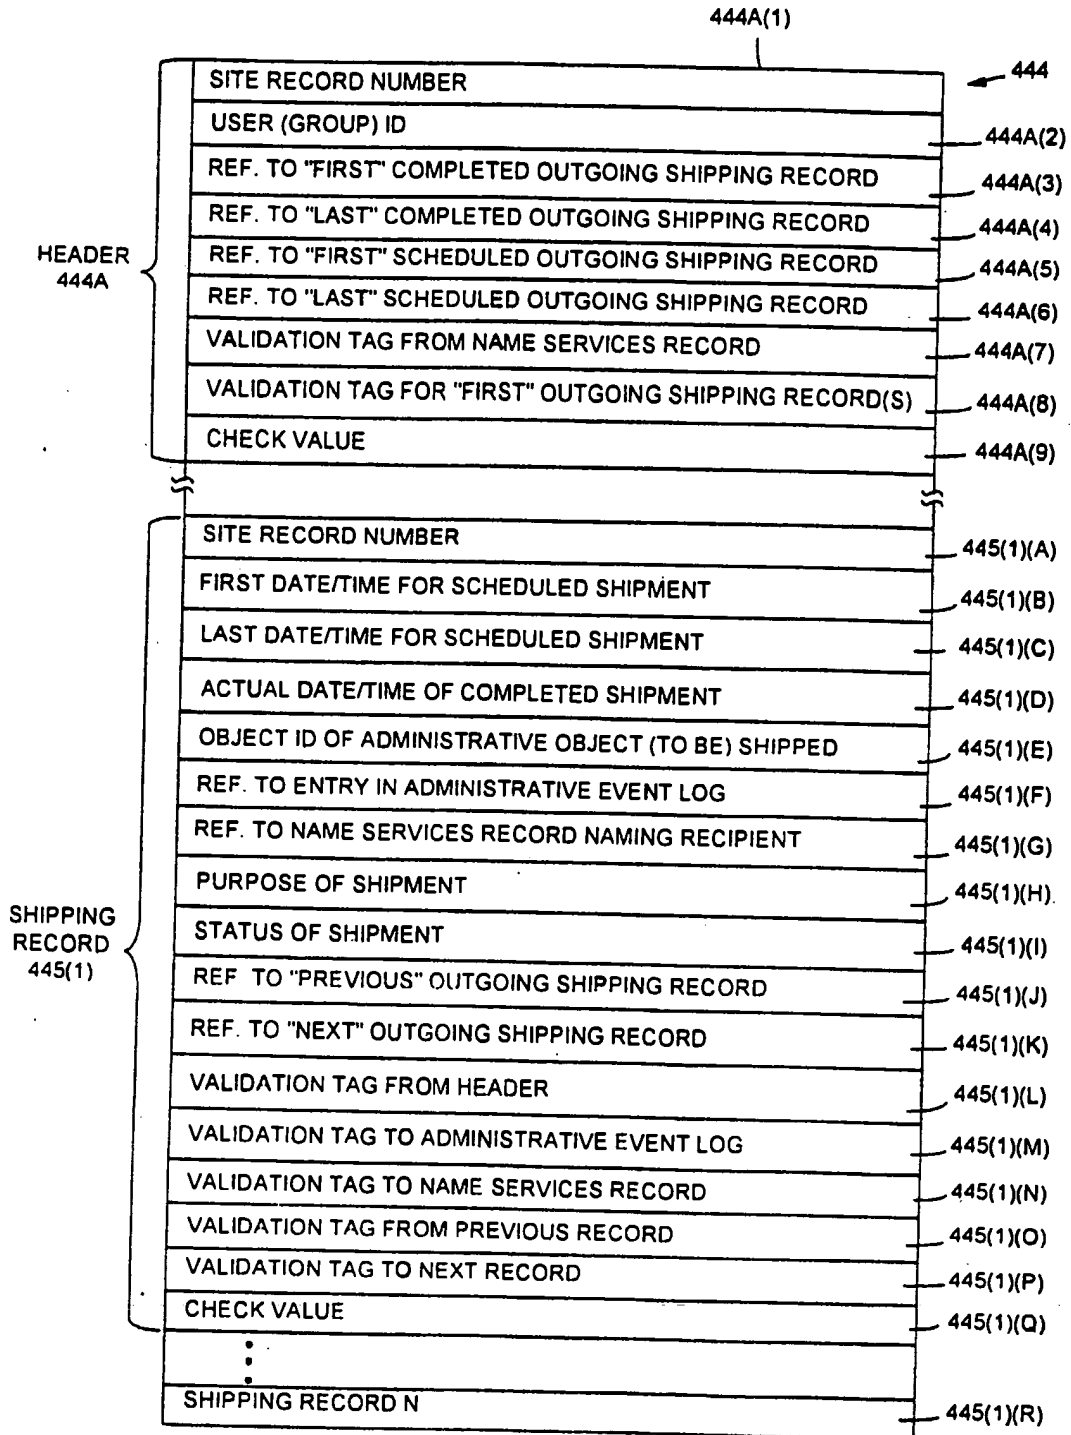 444A(1)
444
SITE RECORD NUMBER
USER (GROUP) ID
444A(2)
REF. TO "FIRST" COMPLETED OUTGOING SHIPPING RECORD
444A(3)
REF. TO "LAST" COMPLETED OUTGOING SHIPPING RECORD
444A(4)
REF. TO "FIRST" SCHEDULED OUTGOING SHIPPING RECORD
444A(5)
HEADER
444A
REF. TO "LAST" SCHEDULED OUTGOING SHIPPING RECORD
444A(6)
VALIDATION TAG FROM NAME SERVICES RECORD
444A(7)
VALIDATION TAG FOR "FIRST" OUTGOING SHIPPING RECORD(S)
444A(8)
CHECK VALUE
444A(9)
SITE RECORD NUMBER
445(1)(A)
FIRST DATE/TIME FOR SCHEDULED SHIPMENT
445(1)(B)
LAST DATE/TIME FOR SCHEDULED SHIPMENT
445(1)(C)
ACTUAL DATE/TIME OF COMPLETED SHIPMENT
445(1)(D)
OBJECT ID OF ADMINISTRATIVE OBJECT (TO BE) SHIPPED
445(1)(E)
REF. TO ENTRY IN ADMINISTRATIVE EVENT LOG
445(1)(F)
REF. TO NAME SERVICES RECORD NAMING RECIPIENT
445(1)(G)
PURPOSE OF SHIPMENT
445(1)(H)
SHIPPING
RECORD
445(1)
STATUS OF SHIPMENT
445(1)(I)
REF TO "PREVIOUS" OUTGOING SHIPPING RECORD
445(1)(J)
REF. TO "NEXT" OUTGOING SHIPPING RECORD
445(1)(K)
VALIDATION TAG FROM HEADER
445(1)(L)
VALIDATION TAG TO ADMINISTRATIVE EVENT LOG
445(1)(M)
VALIDATION TAG TO NAME SERVICES RECORD
445(1)(N)
VALIDATION TAG FROM PREVIOUS RECORD
445(1)(O)
VALIDATION TAG TO NEXT RECORD
445(1)(P)
CHECK VALUE
445(1)(Q)
SHIPPING RECORD N
445(1)(R)